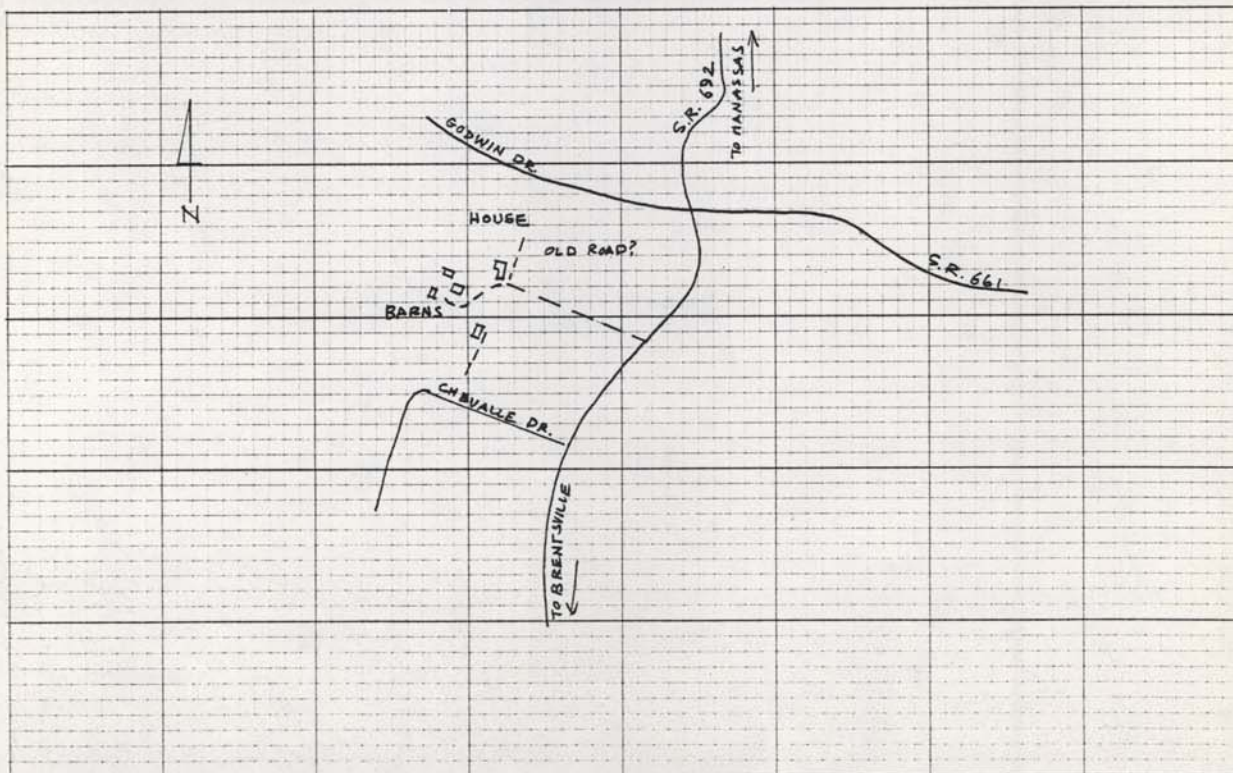 S.R. 692
TO MANASSAS
GODWIN DR.
N
HOUSE
OLD ROAD?
S.R. 661
BARNS
CHEVALLE DR.
TO BRENTSVILLE